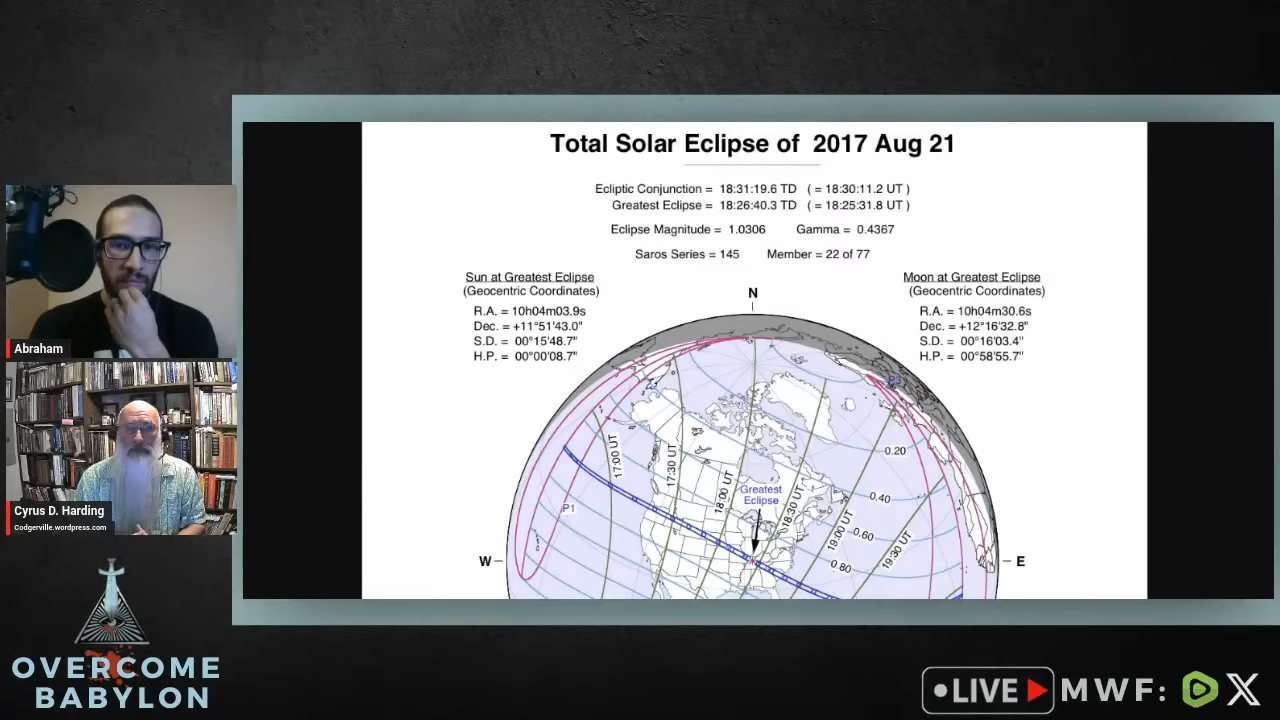 Total Solar Eclipse of 2017 Aug 21
Ecliptic Conjunction = 18:31:19.6 TD ( = 18:30:11.2 UT )
Greatest Eclipse = 18:26:40.3 TD ( = 18:25:31.8 UT )
Eclipse Magnitude = 1.0306 Gamma = 0.4367
Saros Series = 145 Member = 22 of 77
Sun at Greatest Eclipse
(Geocentric Coordinates)
R.A. = 10h04m03.9s
Dec. = +11°51'43.0"
S.D. = 00°15'48.7"
H.P. = 00°00'08.7"
Moon at Greatest Eclipse
(Geocentric Coordinates)
R.A. = 10h04m30.6s
Dec. = +12°16'32.8"
S.D. = 00°16'03.4"
H.P. = 00°58'55.7"
N
W
E
P1
17:00 UT
17:30 UT
18:00 UT
Greatest
Eclipse
18:30 UT
19:00 UT
19:30 UT
0.20
0.40
0.60
0.80
Abraham
Cyrus D. Harding
Codgerville.wordpress.com
OVERCOME
BABYLON
LIVE MWF: X